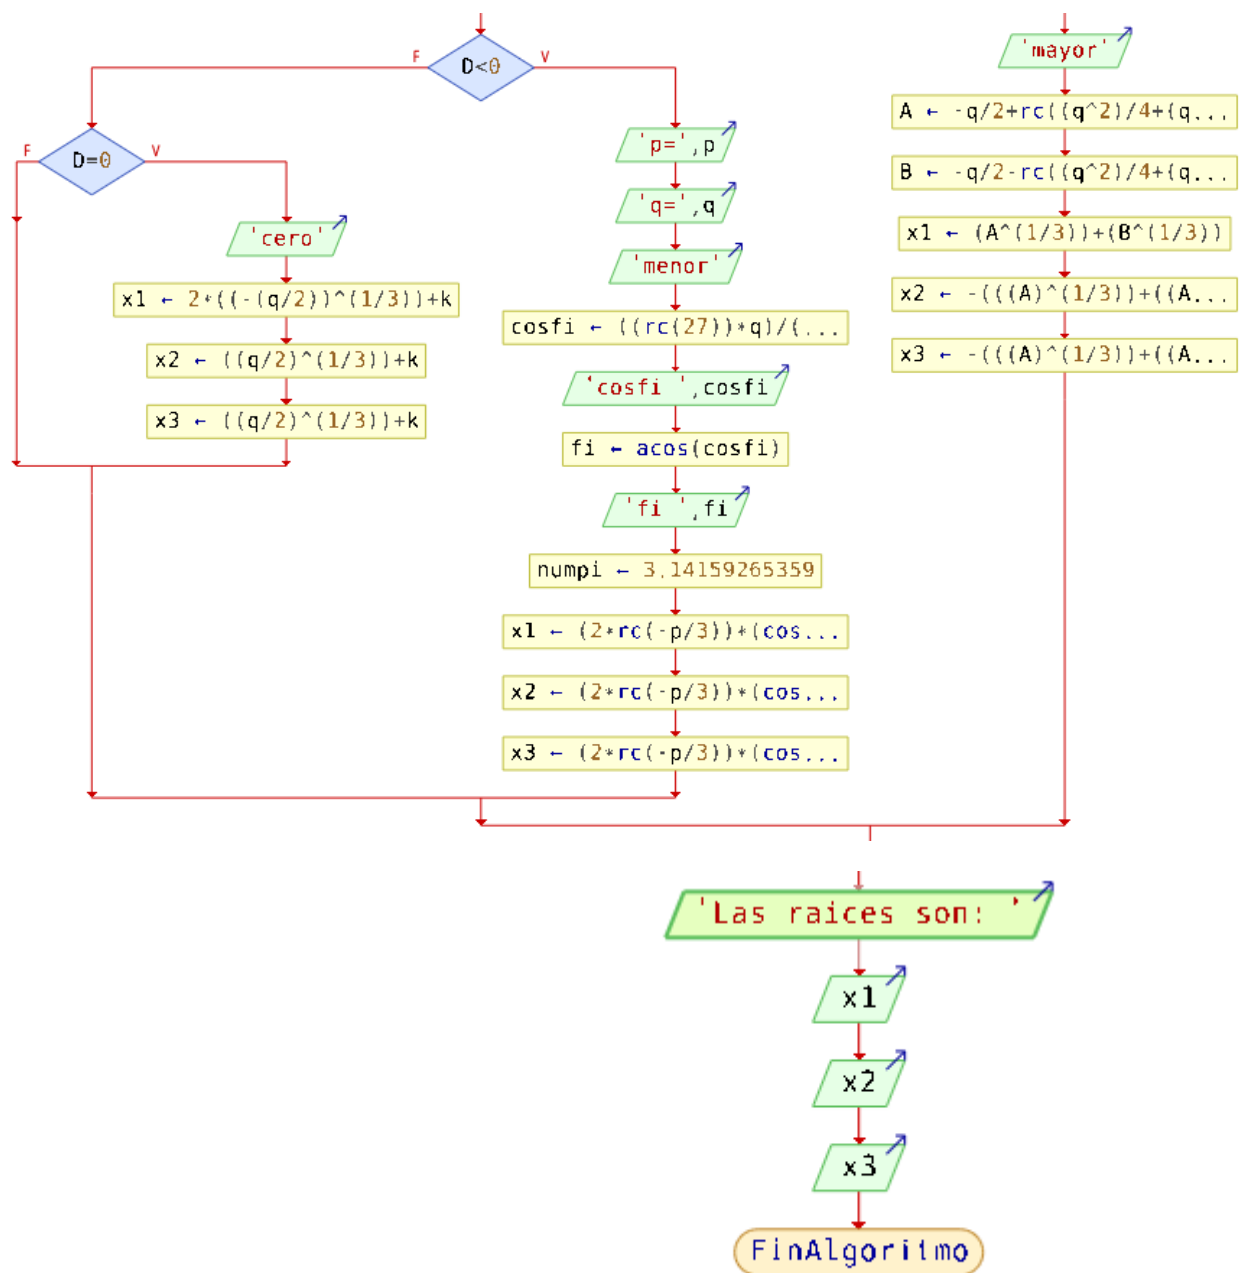 D<0
F
V
D=0
F
V
'cero'
x1 ← 2*((-(q/2))^(1/3))+k
x2 ← ((q/2)^(1/3))+k
x3 ← ((q/2)^(1/3))+k
'p=',p
'q=',q
'menor'
cosfi ← ((rc(27))*q)/(...
'cosfi ',cosfi
fi ← acos(cosfi)
'fi ',fi
numpi ← 3.14159265359
x1 ← (2*rc(-p/3))*(cos...
x2 ← (2*rc(-p/3))*(cos...
x3 ← (2*rc(-p/3))*(cos...
'mayor'
A ← -q/2+rc((q^2)/4+(q...
B ← -q/2-rc((q^2)/4+(q...
x1 ← (A^(1/3))+(B^(1/3))
x2 ← -(((A)^(1/3))+((A...
x3 ← -(((A)^(1/3))+((A...
'Las raices son: '
x1
x2
x3
FinAlgoritmo